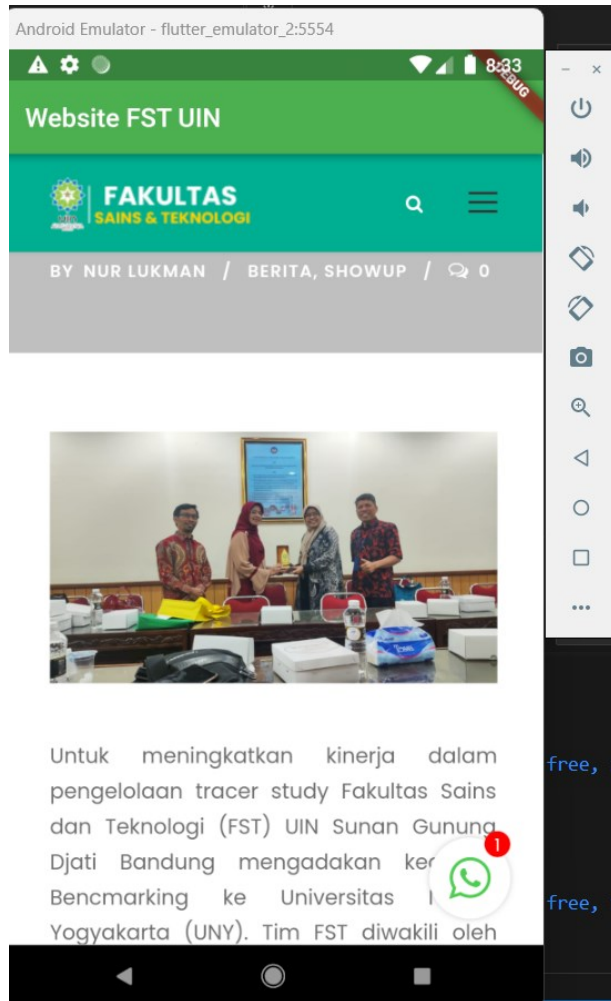 Android Emulator - flutter_emulator_2:5554
8:33
DEBUG
Website FST UIN
FAKULTAS
SAINS & TEKNOLOGI
BY NUR LUKMAN / BERITA, SHOWUP / 0
Untuk meningkatkan kinerja dalam
pengelolaan tracer study Fakultas Sains
dan Teknologi (FST) UIN Sunan Gunung
Djati Bandung mengadakan
1
Bencmarking ke Universitas
Yogyakarta (UNY). Tim FST diwakili oleh
free,
free,